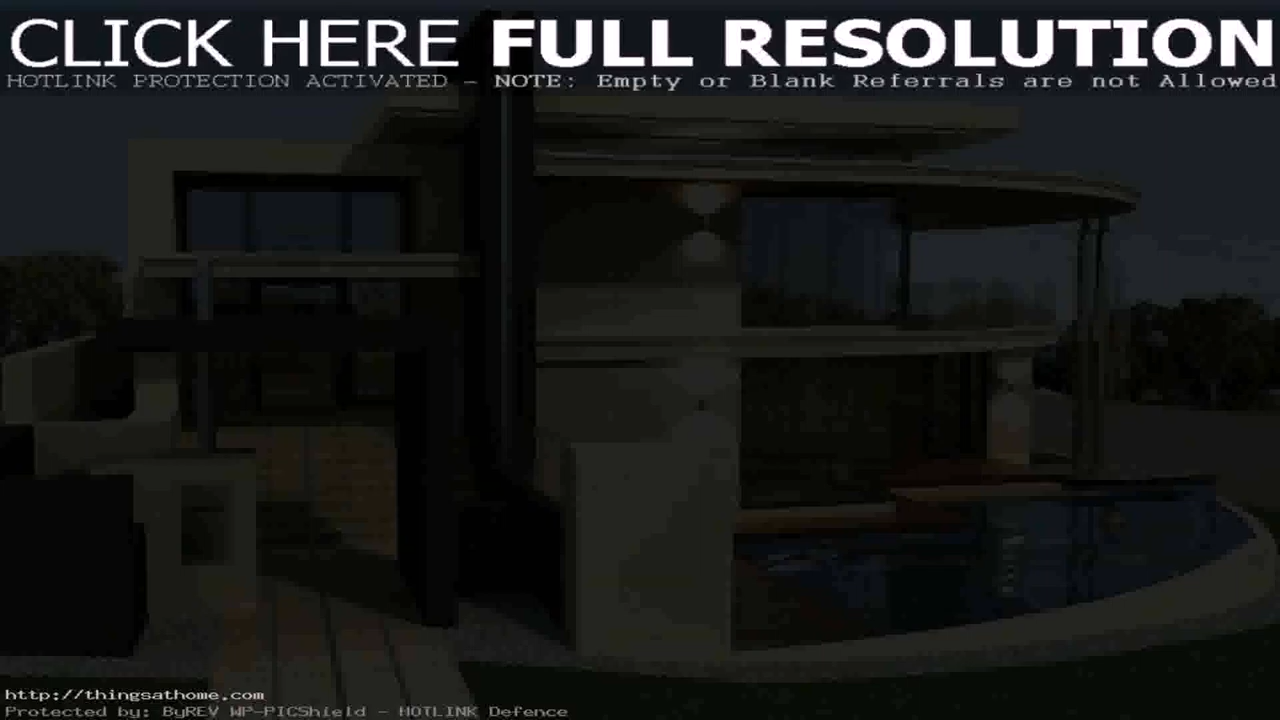 CLICK HERE FULL RESOLUTION
HOTLINK PROTECTION ACTIVATED - NOTE: Empty or Blank Referrals are not Allowed
http://thingsathome.com
Protected by: ByREV WP-PICShield - HOTLINK Defence